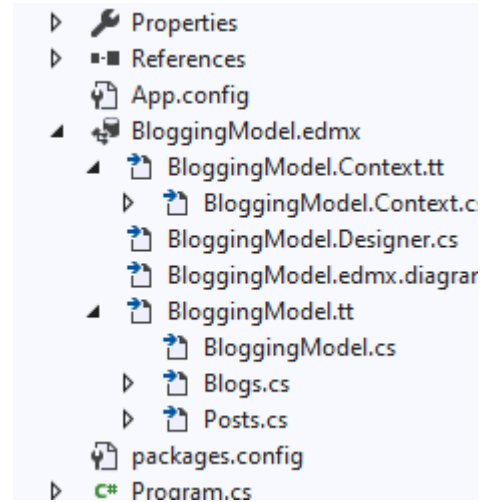 Properties
References
App.config
BloggingModel.edmx
BloggingModel.Context.tt
BloggingModel.Context.c
BloggingModel.Designer.cs
BloggingModel.edmx.diagra
BloggingModel.tt
BloggingModel.cs
Blogs.cs
Posts.cs
packages.config
C# Program.cs